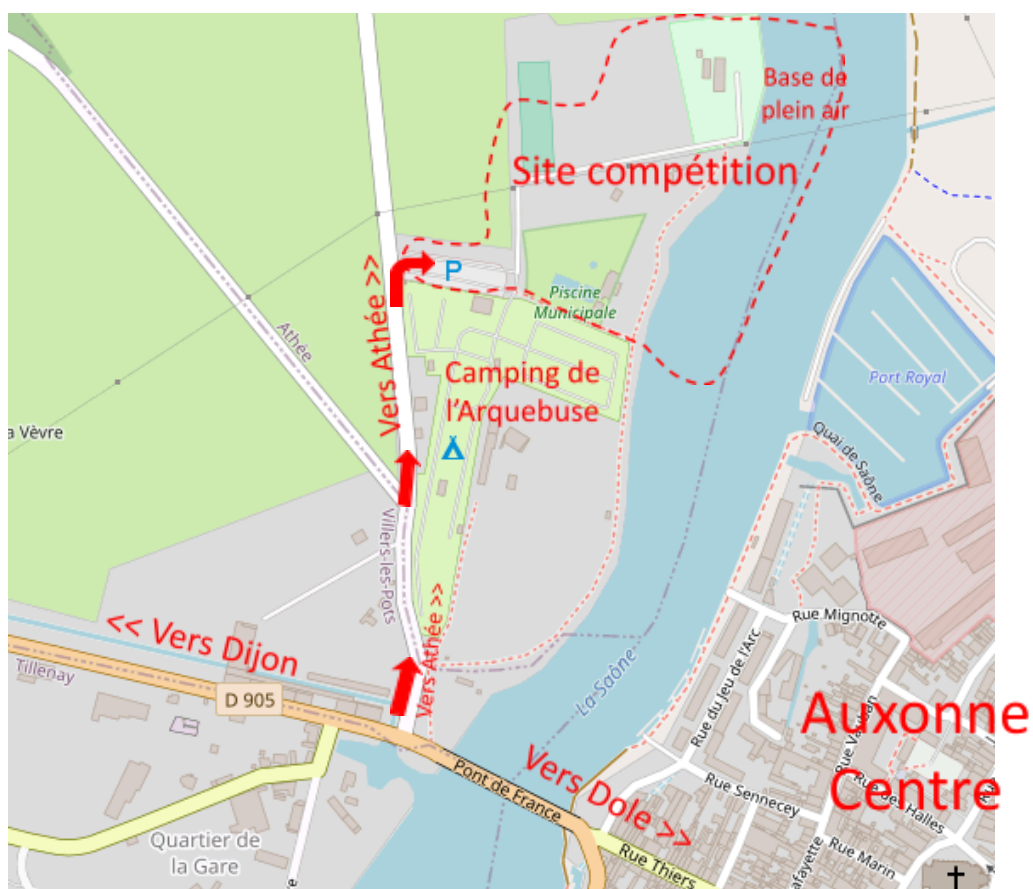 Base de
plein air
Site compétition
Vers Athée >>
P
Piscine
Municipale
Athée
Camping de
l'Arquebuse
Port Royal
a Vèvre
Quai de Saône
Villers-les-Pots
Vers Athée >>
<< Vers Dijon
Tillenay
D 905
La Saône
Rue Mignotte
Rue du Jeu de l'Arc
Auxonne
Centre
Rue Vauban
Vers Dole >>
Pont de France
Rue Sennecey
Rue des Halles
Quartier de
la Gare
Rue Thiers
afayette
Rue Marin